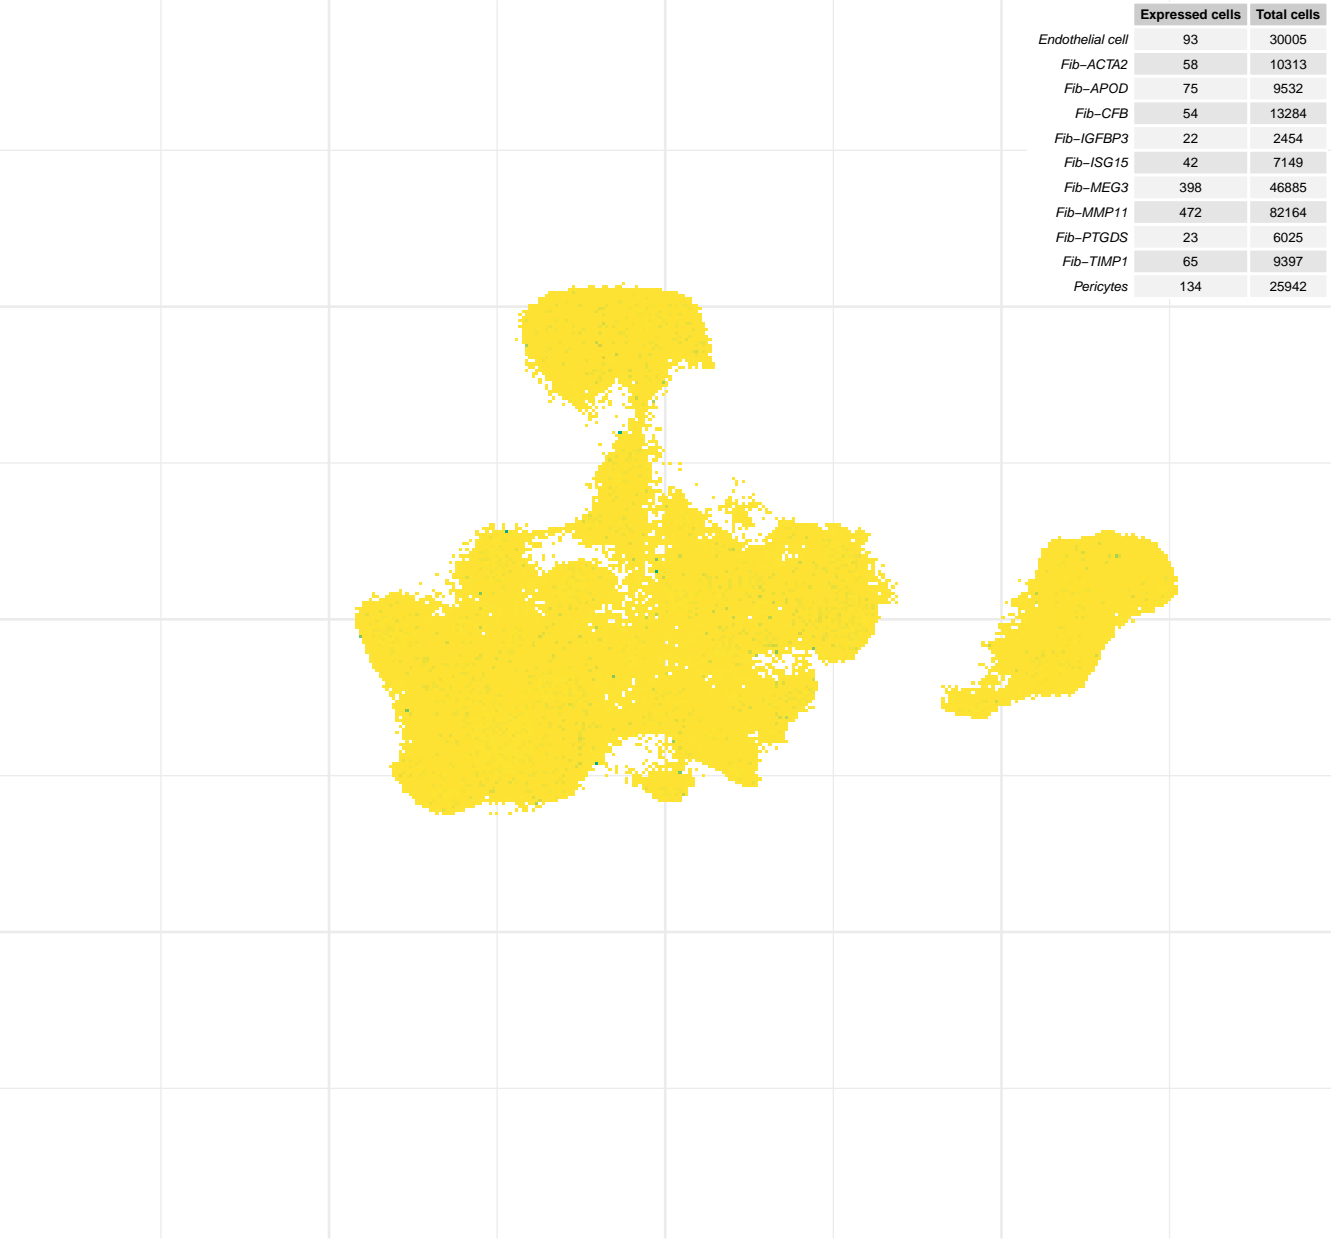 Expressed cells Total cells
Endothelial cell 93 30005
Fib−ACTA2 58 10313
Fib−APOD 75 9532
Fib−CFB 54 13284
Fib−IGFBP3 22 2454
Fib−ISG15 42 7149
Fib−MEG3 398 46885
Fib−MMP11 472 82164
Fib−PTGDS 23 6025
Fib−TIMP1 65 9397
Pericytes 134 25942